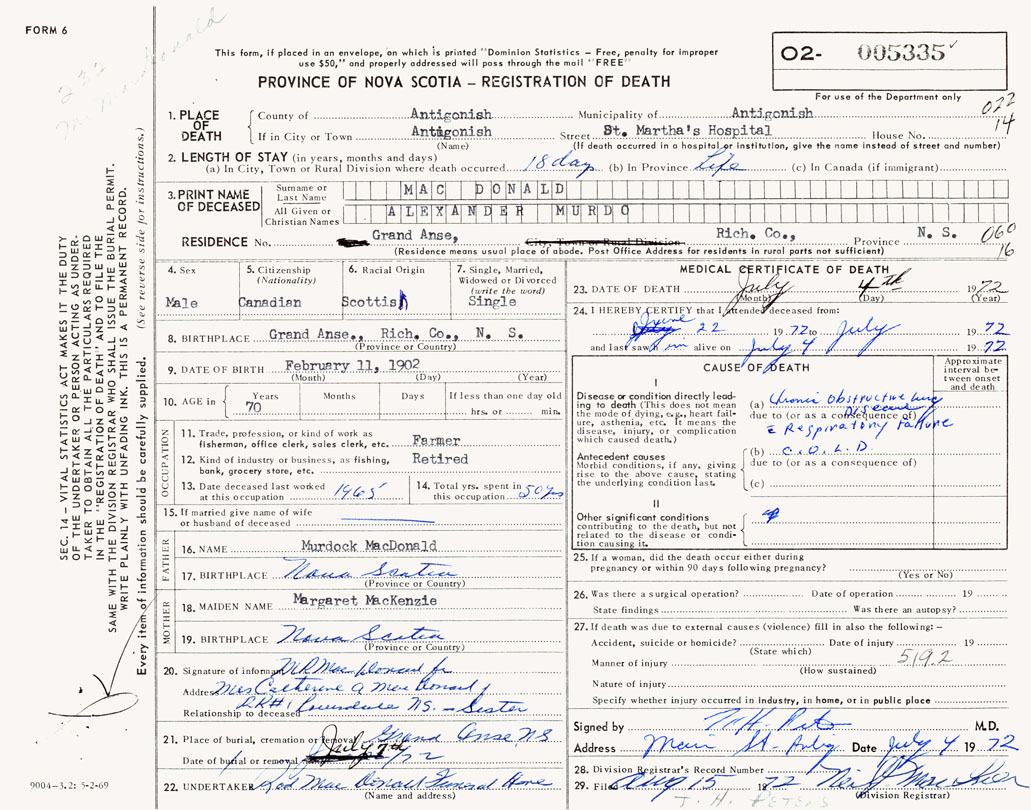 FORM 6
This form, if placed in an envelope, on which is printed "Dominion Statistics – Free, penalty for improper
use $50," and properly addressed will pass through the mail "FREE"
PROVINCE OF NOVA SCOTIA – REGISTRATION OF DEATH
O2- 005335
For use of the Department only
022
14
1. PLACE OF DEATH
County of Antigonish Municipality of Antigonish
If in City or Town Antigonish Street St. Martha's Hospital House No.
(Name) (If death occurred in a hospital or institution, give the name instead of street and number)
2. LENGTH OF STAY (in years, months and days)
(a) In City, Town or Rural Division where death occurred 18 day (b) In Province Life (c) In Canada (if immigrant)
3. PRINT NAME OF DECEASED
Surname or Last Name MAC DONALD
All Given or Christian Names ALEXANDER MURDO
RESIDENCE No. Grand Anse, City, Town or Rural Division Rich. Co., Province N. S.
(Residence means usual place of abode. Post Office Address for residents in rural parts not sufficient)
060
16
4. Sex
Male
5. Citizenship
(Nationality)
Canadian
6. Racial Origin
Scottish
7. Single, Married,
Widowed or Divorced
(write the word)
Single
8. BIRTHPLACE Grand Anse, Rich. Co., N. S.
(Province or Country)
9. DATE OF BIRTH February 11, 1902
(Month) (Day) (Year)
10. AGE in Years 70 Months Days If less than one day old
hrs. or min.
OCCUPATION
11. Trade, profession, or kind of work as
fisherman, office clerk, sales clerk, etc. Farmer
12. Kind of industry or business, as fishing,
bank, grocery store, etc. Retired
13. Date deceased last worked
at this occupation 1965
14. Total yrs. spent in
this occupation 50 yrs
15. If married give name of wife
or husband of deceased
FATHER
16. NAME Murdock MacDonald
17. BIRTHPLACE Nova Scotia
(Province or Country)
MOTHER
18. MAIDEN NAME Margaret MacKenzie
19. BIRTHPLACE Nova Scotia
(Province or Country)
20. Signature of informant
Address Mrs Catherine A Mac Donald
R.R#1 NS. – Sister
Relationship to deceased
21. Place of burial, cremation or removal Grand Anse N.S.
Date of burial or removal July 7th /72
22. UNDERTAKER Mac Donald Funeral Home
(Name and address)
MEDICAL CERTIFICATE OF DEATH
23. DATE OF DEATH July 4th 1972
(Month) (Day) (Year)
24. I HEREBY CERTIFY that I attended deceased from:
June 22 1972 to July 1972
and last saw him alive on July 4 1972
CAUSE OF DEATH
Approximate interval between onset and death
I
Disease or condition directly leading to death (This does not mean the mode of dying, e.g., heart failure, asthenia, etc. It means the disease, injury, or complication which caused death.)
(a) Chronic Obstructive Lung
Disease
due to (or as a consequence of)
c̄ Respiratory Failure
Antecedent causes
Morbid conditions, if any, giving rise to the above cause, stating the underlying condition last.
(b) C.O.L.D.
due to (or as a consequence of)
(c)
II
Other significant conditions
contributing to the death, but not related to the disease or condition causing it.
25. If a woman, did the death occur either during
pregnancy or within 90 days following pregnancy?
(Yes or No)
26. Was there a surgical operation? Date of operation 19
State findings Was there an autopsy?
27. If death was due to external causes (violence) fill in also the following: –
Accident, suicide or homicide? Date of injury 19
(State which)
Manner of injury 519.2
(How sustained)
Nature of injury
Specify whether injury occurred in industry, in home, or in public place
Signed by M.D.
Address Main St. Date July 4 1972
28. Division Registrar's Record Number
29. Filed Aug 15 1972
(Division Registrar)
J. H. PETERS
SEC. 14 – VITAL STATISTICS ACT MAKES IT THE DUTY
OF THE UNDERTAKER OR PERSON ACTING AS UNDER-
TAKER TO OBTAIN ALL THE PARTICULARS REQUIRED
IN THE "REGISTRATION OF DEATH" AND TO FILE THE
SAME WITH THE DIVISION REGISTRAR WHO SHALL ISSUE THE BURIAL PERMIT.
WRITE PLAINLY WITH UNFADING INK. THIS IS A PERMANENT RECORD.
Every item of information should be carefully supplied. (See reverse side for instructions.)
9004-3.2: 5-2-69